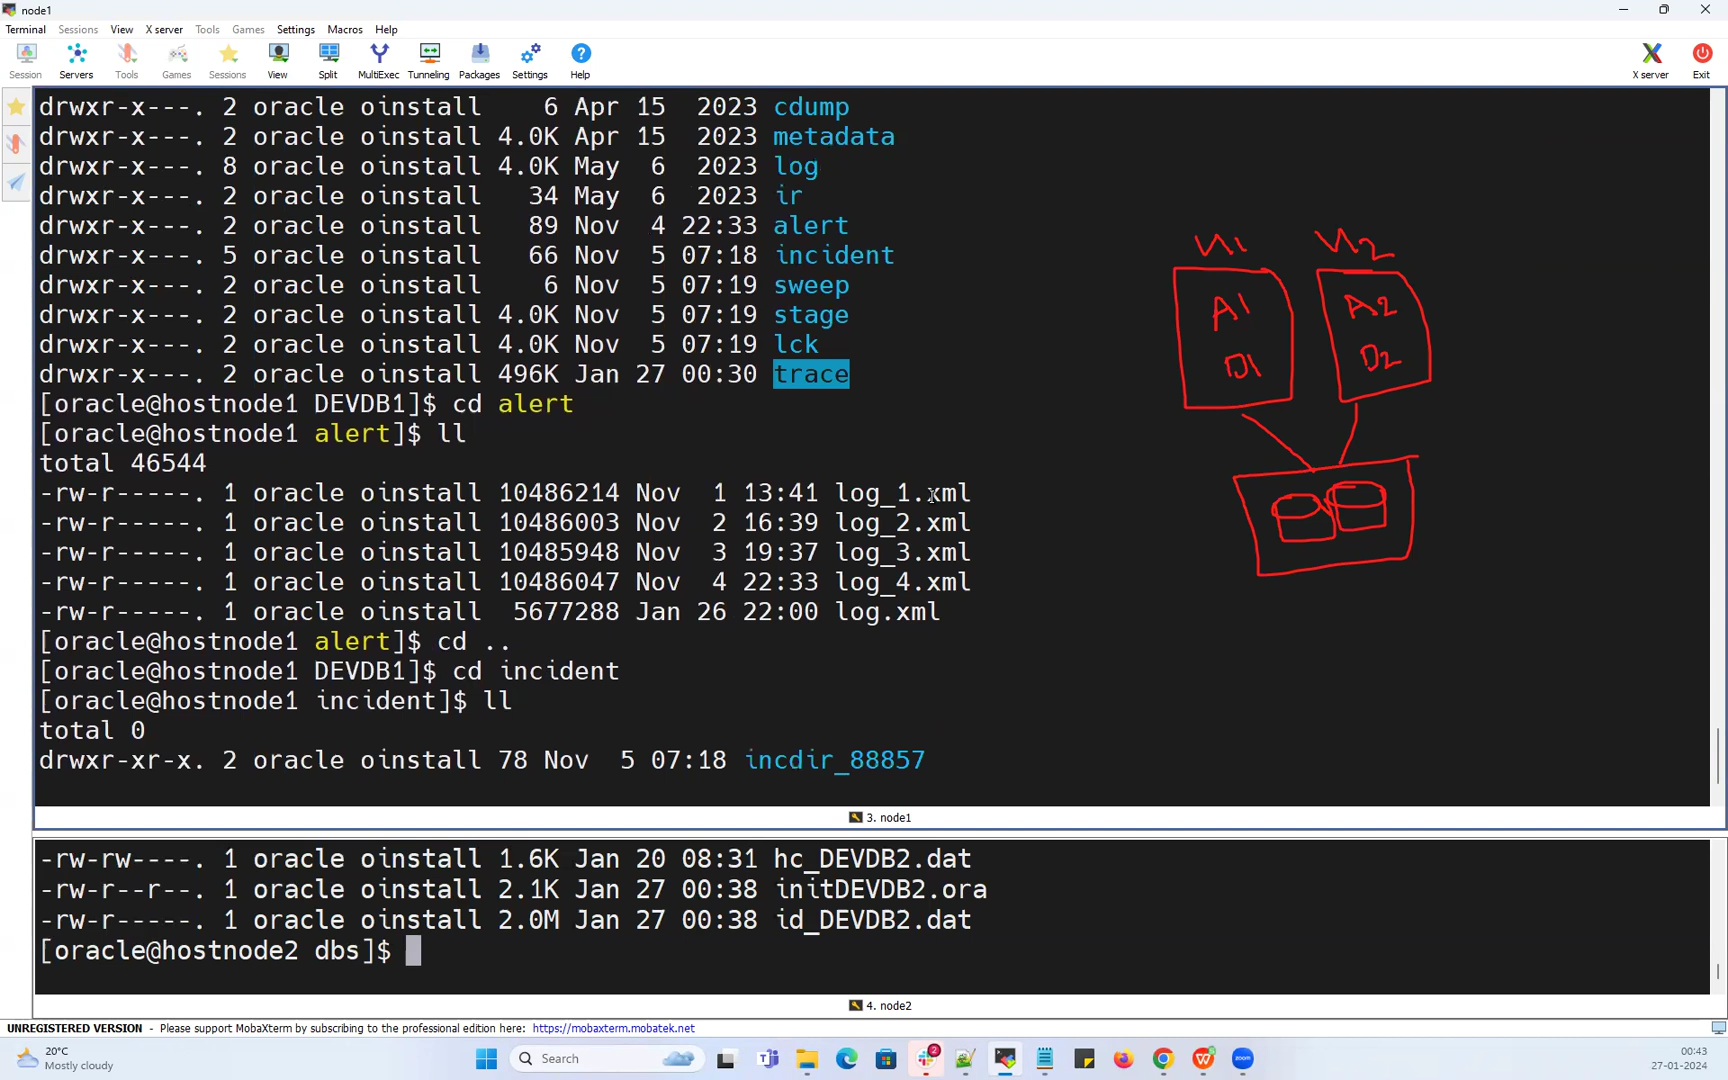 node1
Terminal Sessions View X server Tools Games Settings Macros Help
Session Servers Tools Games Sessions View Split MultiExec Tunneling Packages Settings Help X server Exit
drwxr-x---. 2 oracle oinstall 6 Apr 15 2023 cdump
drwxr-x---. 2 oracle oinstall 4.0K Apr 15 2023 metadata
drwxr-x---. 8 oracle oinstall 4.0K May 6 2023 log
drwxr-x---. 2 oracle oinstall 34 May 6 2023 ir
drwxr-x---. 2 oracle oinstall 89 Nov 4 22:33 alert
drwxr-x---. 5 oracle oinstall 66 Nov 5 07:18 incident
drwxr-x---. 2 oracle oinstall 6 Nov 5 07:19 sweep
drwxr-x---. 2 oracle oinstall 4.0K Nov 5 07:19 stage
drwxr-x---. 2 oracle oinstall 4.0K Nov 5 07:19 lck
drwxr-x---. 2 oracle oinstall 496K Jan 27 00:30 trace
[oracle@hostnode1 DEVDB1]$ cd alert
[oracle@hostnode1 alert]$ ll
total 46544
-rw-r-----. 1 oracle oinstall 10486214 Nov 1 13:41 log_1.xml
-rw-r-----. 1 oracle oinstall 10486003 Nov 2 16:39 log_2.xml
-rw-r-----. 1 oracle oinstall 10485948 Nov 3 19:37 log_3.xml
-rw-r-----. 1 oracle oinstall 10486047 Nov 4 22:33 log_4.xml
-rw-r-----. 1 oracle oinstall 5677288 Jan 26 22:00 log.xml
[oracle@hostnode1 alert]$ cd ..
[oracle@hostnode1 DEVDB1]$ cd incident
[oracle@hostnode1 incident]$ ll
total 0
drwxr-xr-x. 2 oracle oinstall 78 Nov 5 07:18 incdir_88857
N1 N2
A1 A2
D1 D2
3. node1
-rw-rw----. 1 oracle oinstall 1.6K Jan 20 08:31 hc_DEVDB2.dat
-rw-r--r--. 1 oracle oinstall 2.1K Jan 27 00:38 initDEVDB2.ora
-rw-r-----. 1 oracle oinstall 2.0M Jan 27 00:38 id_DEVDB2.dat
[oracle@hostnode2 dbs]$
4. node2
UNREGISTERED VERSION - Please support MobaXterm by subscribing to the professional edition here: https://mobaxterm.mobatek.net
20°C
Mostly cloudy
Search
2
00:43
27-01-2024